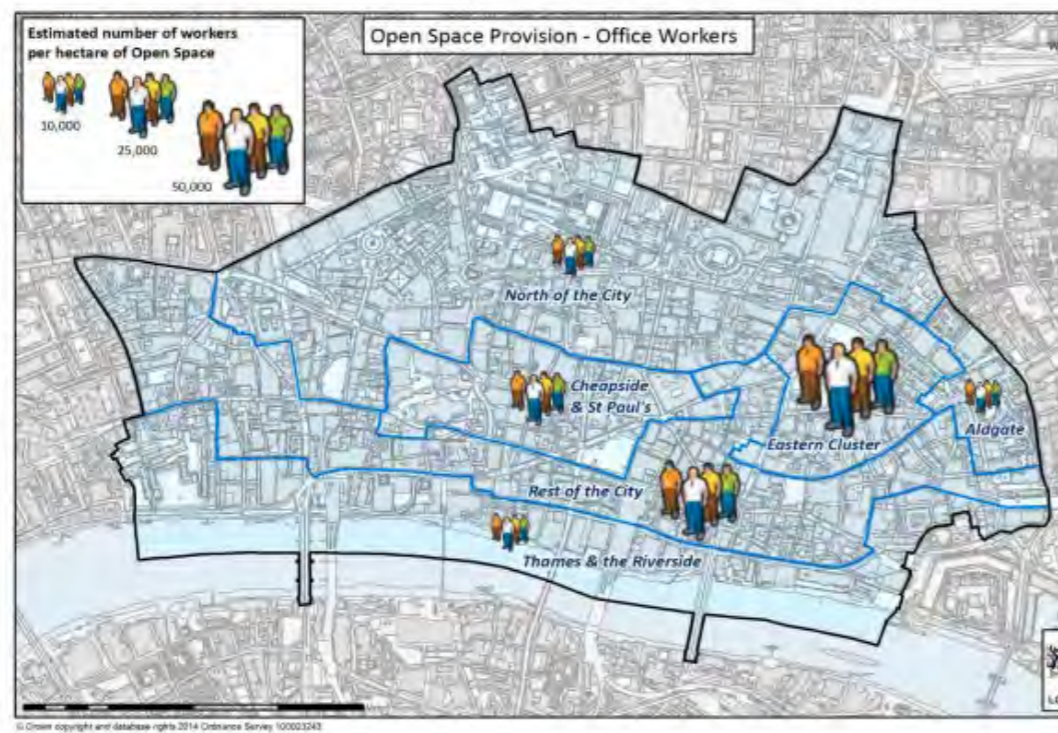 Estimated number of workers
per hectare of Open Space
10,000
25,000
50,000
Open Space Provision - Office Workers
North of the City
Cheapside
& St Paul's
Eastern Cluster
Aldgate
Rest of the City
Thames & the Riverside
© Crown copyright and database rights 2014 Ordnance Survey 100023243